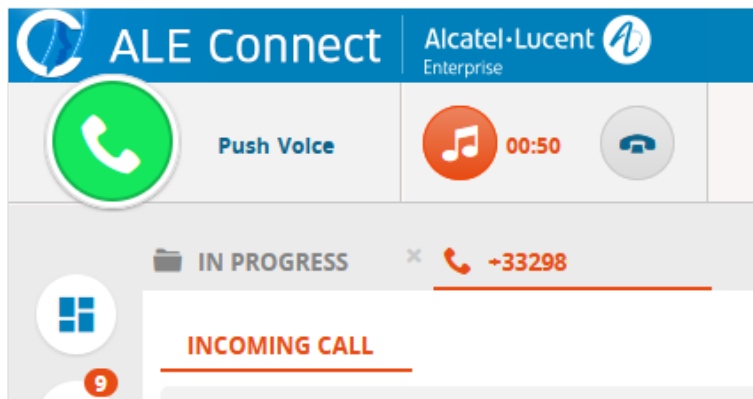 ALE Connect
Alcatel·Lucent
Enterprise
Push Voice
00:50
IN PROGRESS
+33298
INCOMING CALL
9